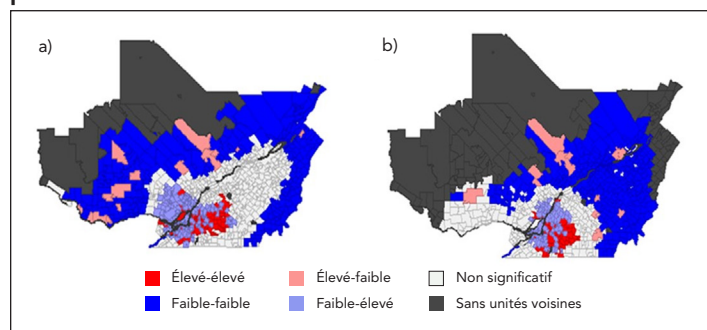 a)
b)
Élevé-élevé
Élevé-faible
Non significatif
Faible-faible
Faible-élevé
Sans unités voisines